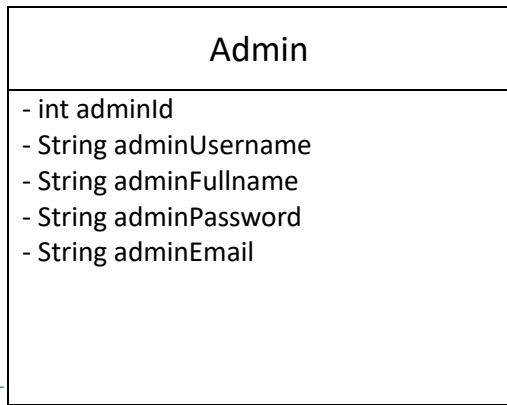 Admin
- int adminId
- String adminUsername
- String adminFullname
- String adminPassword
- String adminEmail